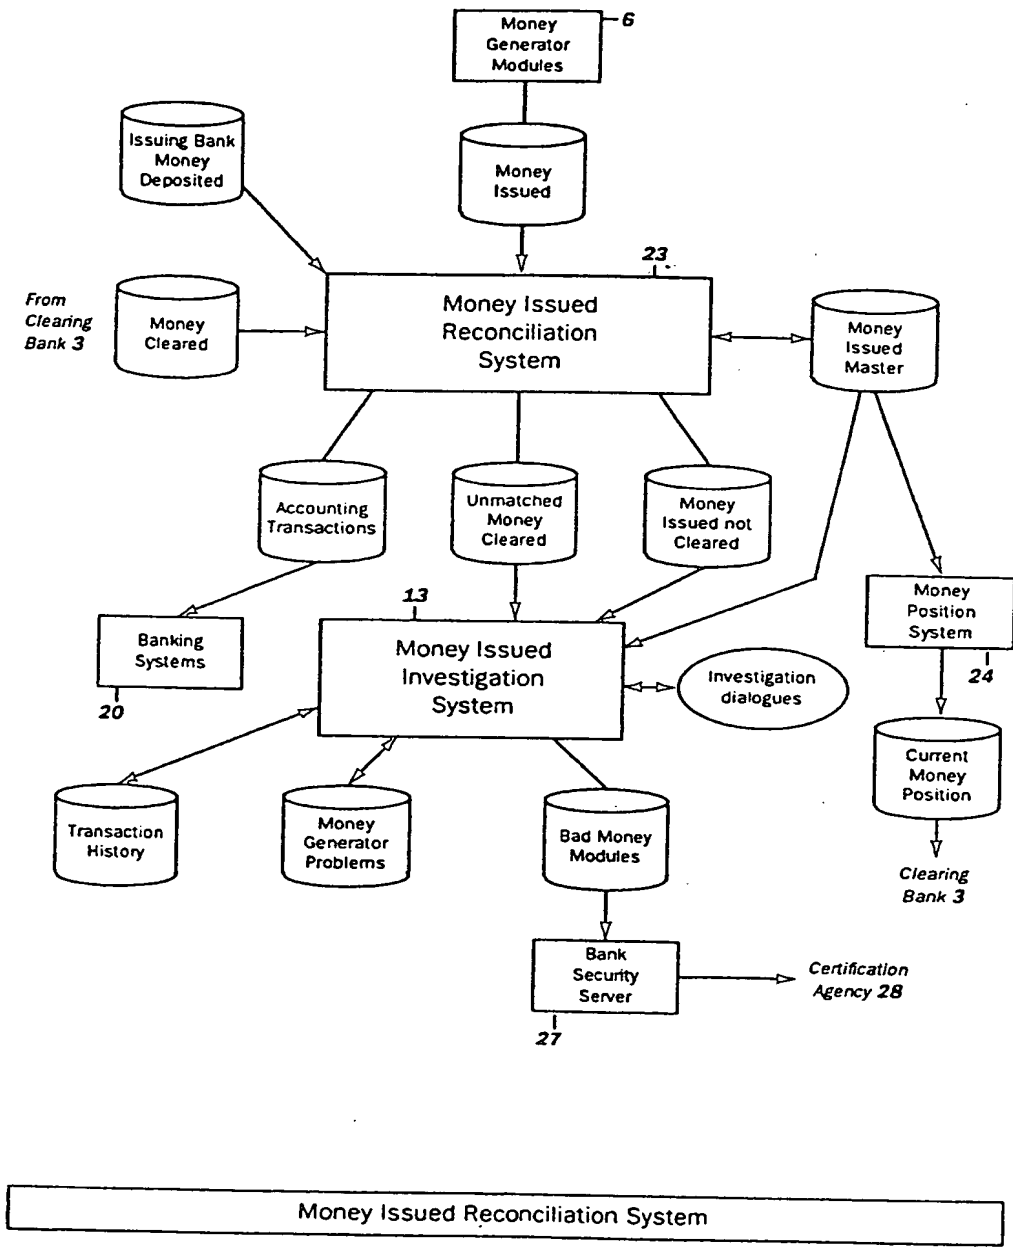 Money
Generator
Modules
6
Issuing Bank
Money
Deposited
Money
Issued
23
From
Clearing
Bank 3
Money
Cleared
Money Issued
Reconciliation
System
Money
Issued
Master
Accounting
Transactions
Unmatched
Money
Cleared
Money
Issued not
Cleared
13
Banking
Systems
20
Money Issued
Investigation
System
Investigation
dialogues
Money
Position
System
24
Transaction
History
Money
Generator
Problems
Bad Money
Modules
Current
Money
Position
Clearing
Bank 3
Bank
Security
Server
27
Certification
Agency 28
Money Issued Reconciliation System